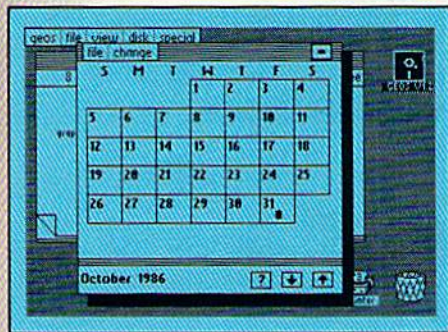 geos file view disk special
file change
S M T W T F S
8
1 2 3 4
5 6 7 8 9 10 11
12 13 14 15 16 17 18
19 20 21 22 23 24 25
26 27 28 29 30 31
October 1986 ?